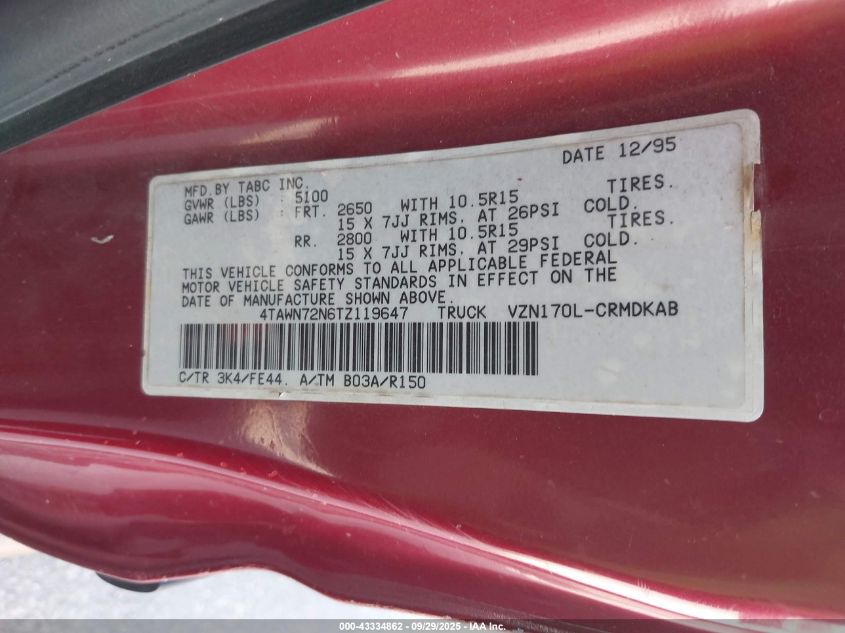 DATE 12/95
MFD.BY TABC INC.
GVWR (LBS) : 5100
GAWR (LBS) : FRT. 2650 WITH 10.5R15 TIRES.
15 X 7JJ RIMS. AT 26PSI COLD.
RR. 2800 WITH 10.5R15 TIRES.
15 X 7JJ RIMS. AT 29PSI COLD.
THIS VEHICLE CONFORMS TO ALL APPLICABLE FEDERAL
MOTOR VEHICLE SAFETY STANDARDS IN EFFECT ON THE
DATE OF MANUFACTURE SHOWN ABOVE.
4TAWN72N6TZ119647 TRUCK VZN170L-CRMDKAB
C/TR 3K4/FE44. A/TM B03A/R150
000-43334862 - 09/29/2025 - IAA, Inc.